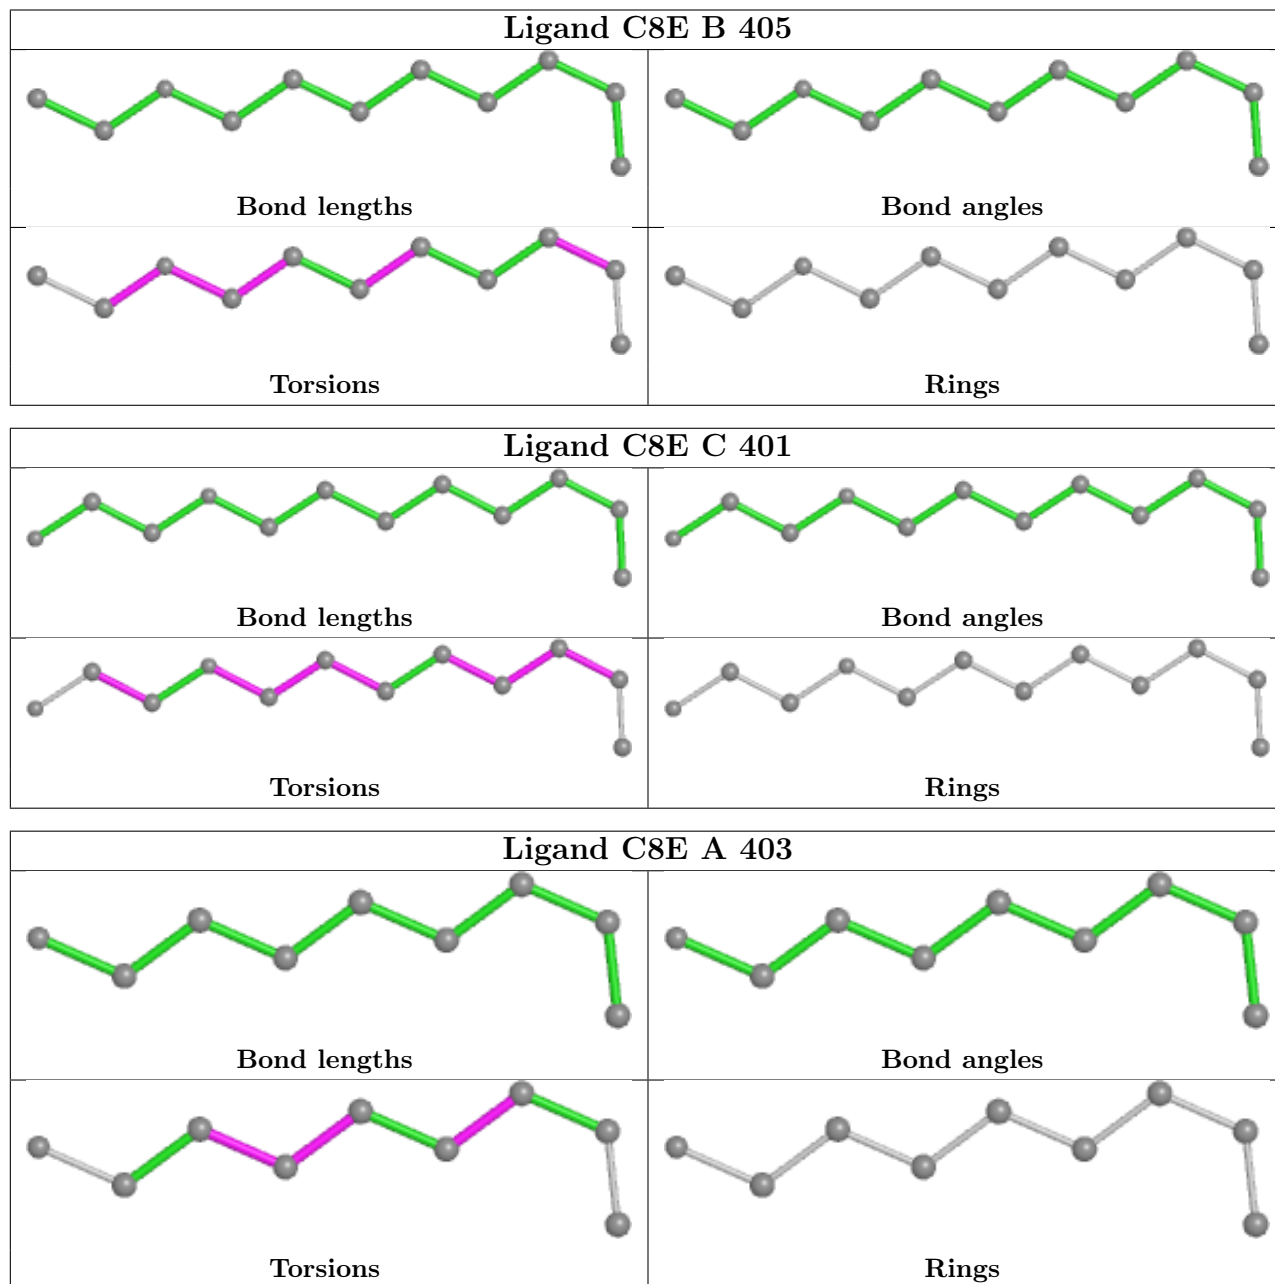 Ligand C8E B 405
Bond lengths
Bond angles
Torsions
Rings
Ligand C8E C 401
Bond lengths
Bond angles
Torsions
Rings
Ligand C8E A 403
Bond lengths
Bond angles
Torsions
Rings